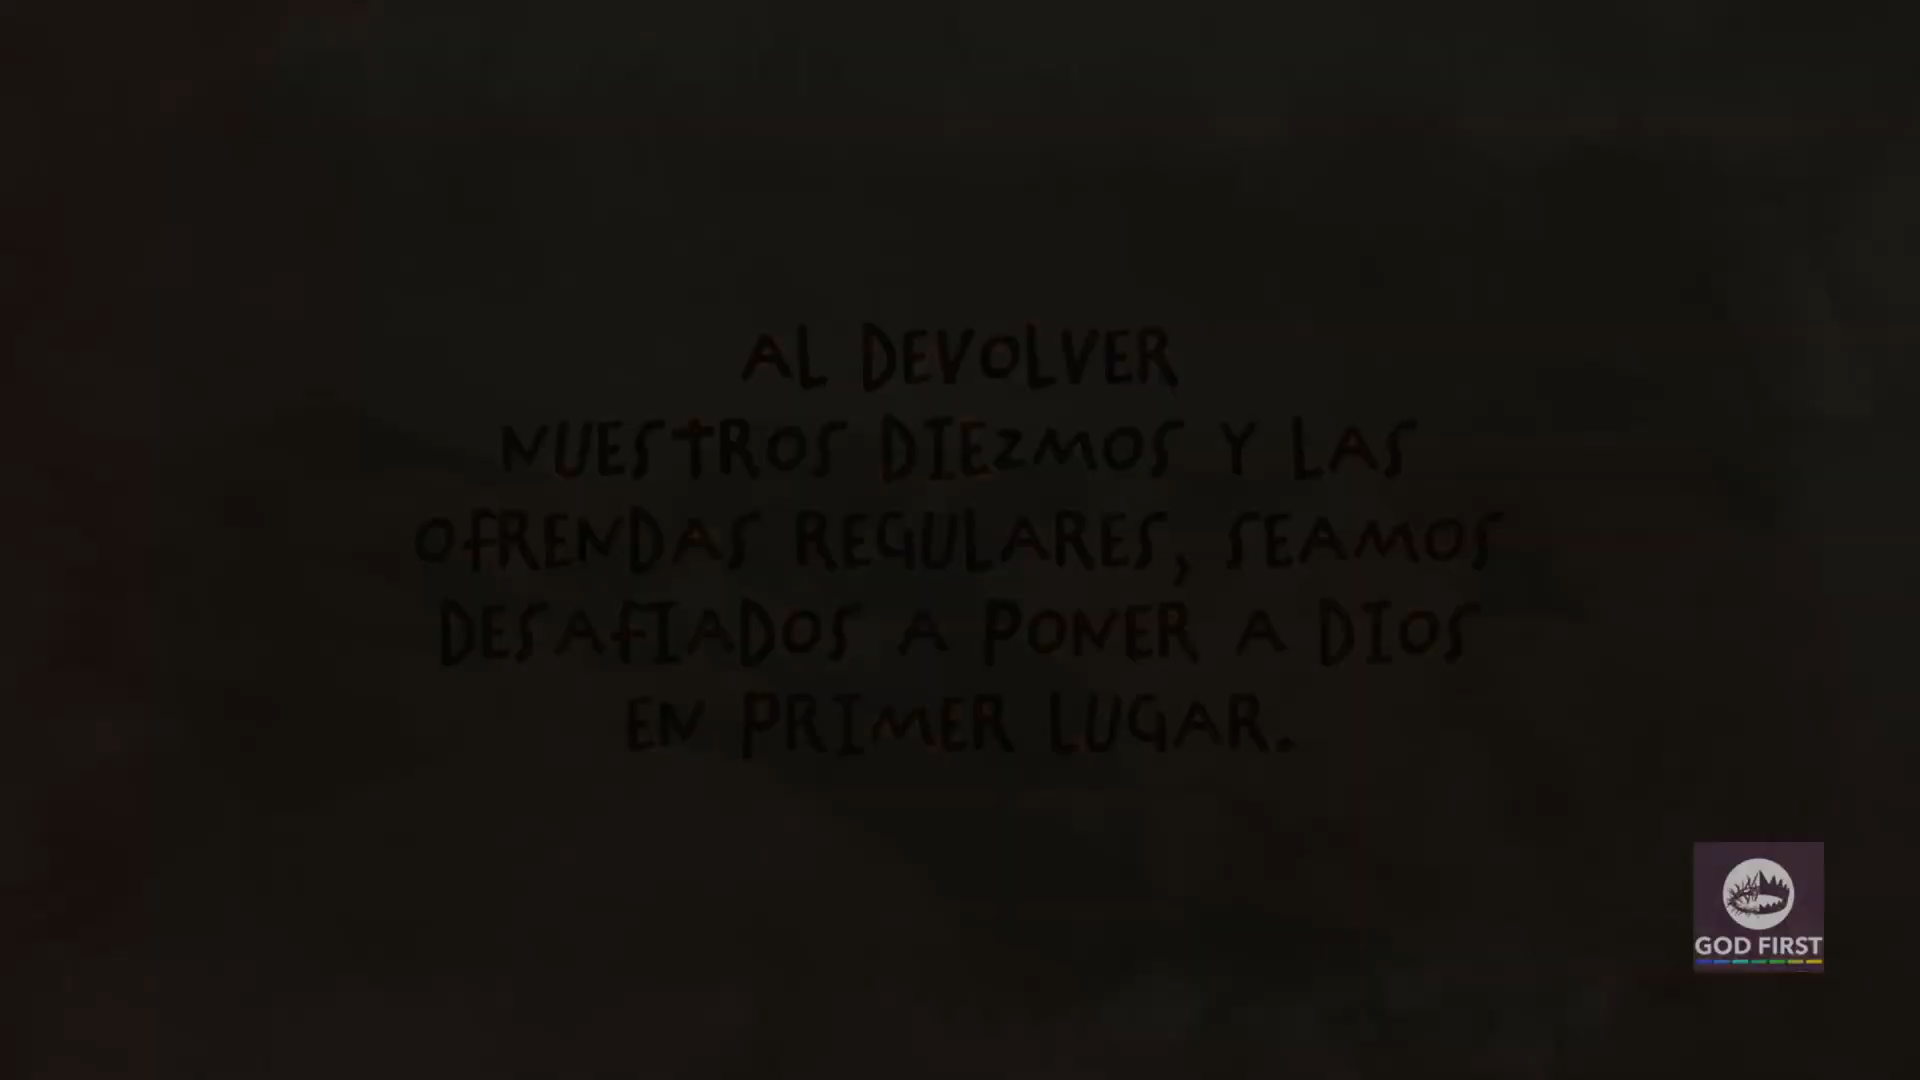 AL DEVOLVER
NUESTROS DIEZMOS Y LAS
OFRENDAS REGULARES, SEAMOS
DESAFIADOS A PONER A DIOS
EN PRIMER LUGAR.
GOD FIRST